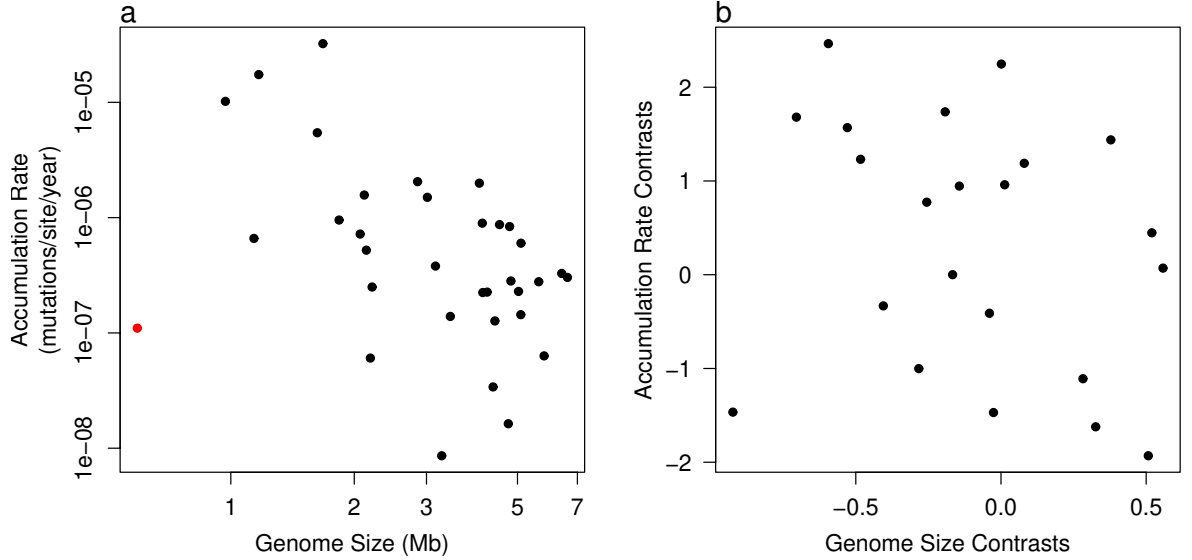 a
1e−05
1e−06
1e−07
1e−08
Accumulation Rate
(mutations/site/year)
1
2
3
5
7
Genome Size (Mb)
b
2
1
0
−1
−2
Accumulation Rate Contrasts
−0.5
0.0
0.5
Genome Size Contrasts